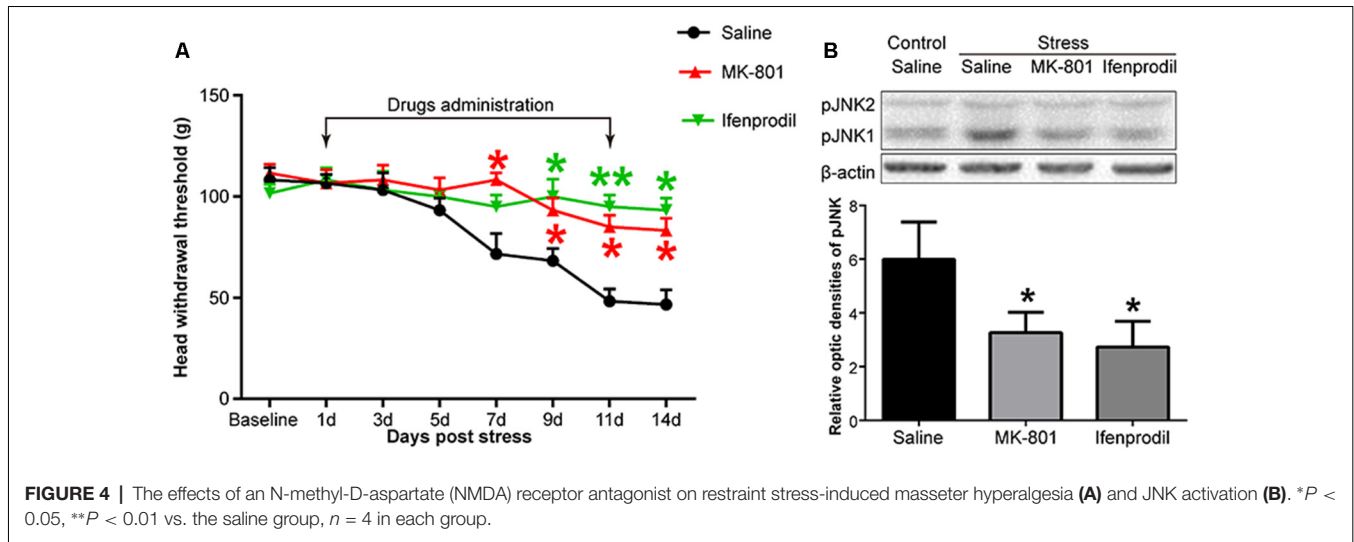 A
Saline
MK-801
Ifenprodil
Drugs administration
Head withdrawal threshold (g)
150
100
50
0
* * ** *
* * *
Baseline 1d 3d 5d 7d 9d 11d 14d
Days post stress
B
Control Stress
Saline Saline MK-801 Ifenprodil
pJNK2
pJNK1
β-actin
Relative optic densities of pJNK
8
6
4
2
0
* *
Saline MK-801 Ifenprodil
FIGURE 4 | The effects of an N-methyl-D-aspartate (NMDA) receptor antagonist on restraint stress-induced masseter hyperalgesia (A) and JNK activation (B). *P <
0.05, **P < 0.01 vs. the saline group, n = 4 in each group.